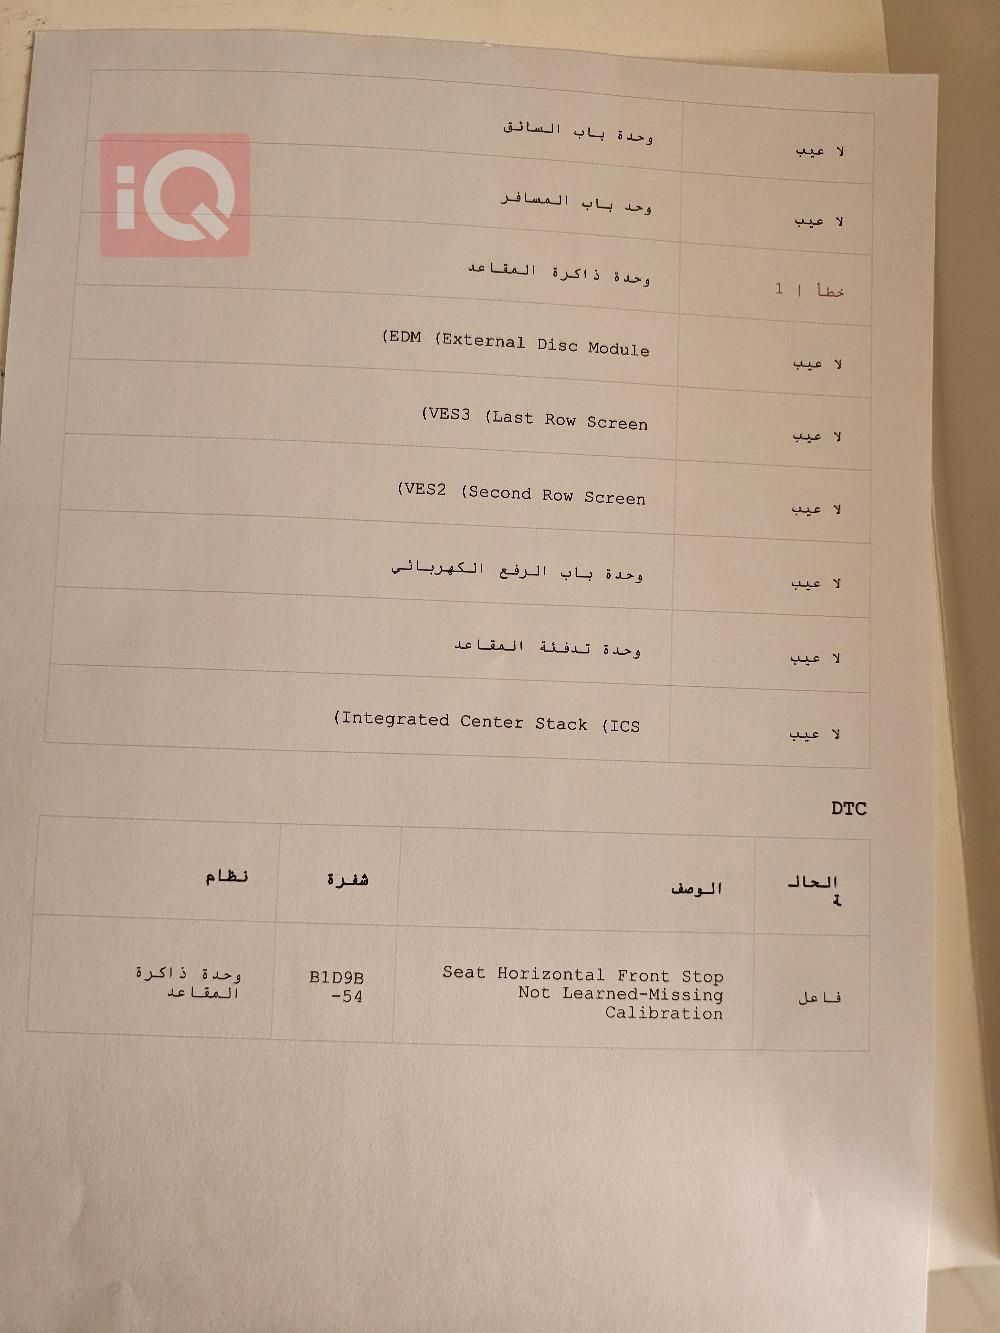 iQ
وحدة باب السائق
لا عيب
وحد باب المسافر
لا عيب
وحدة ذاكرة المقاعد
خطأ | 1
(EDM (External Disc Module
لا عيب
(VES3 (Last Row Screen
لا عيب
(VES2 (Second Row Screen
لا عيب
وحدة باب الرفع الكهربائي
لا عيب
وحدة تدفئة المقاعد
لا عيب
(Integrated Center Stack (ICS
لا عيب
DTC
نظام
شفرة
الوصف
الحال
ة
وحدة ذاكرة
المقاعد
B1D9B
-54
Seat Horizontal Front Stop
Not Learned-Missing
Calibration
فاعل